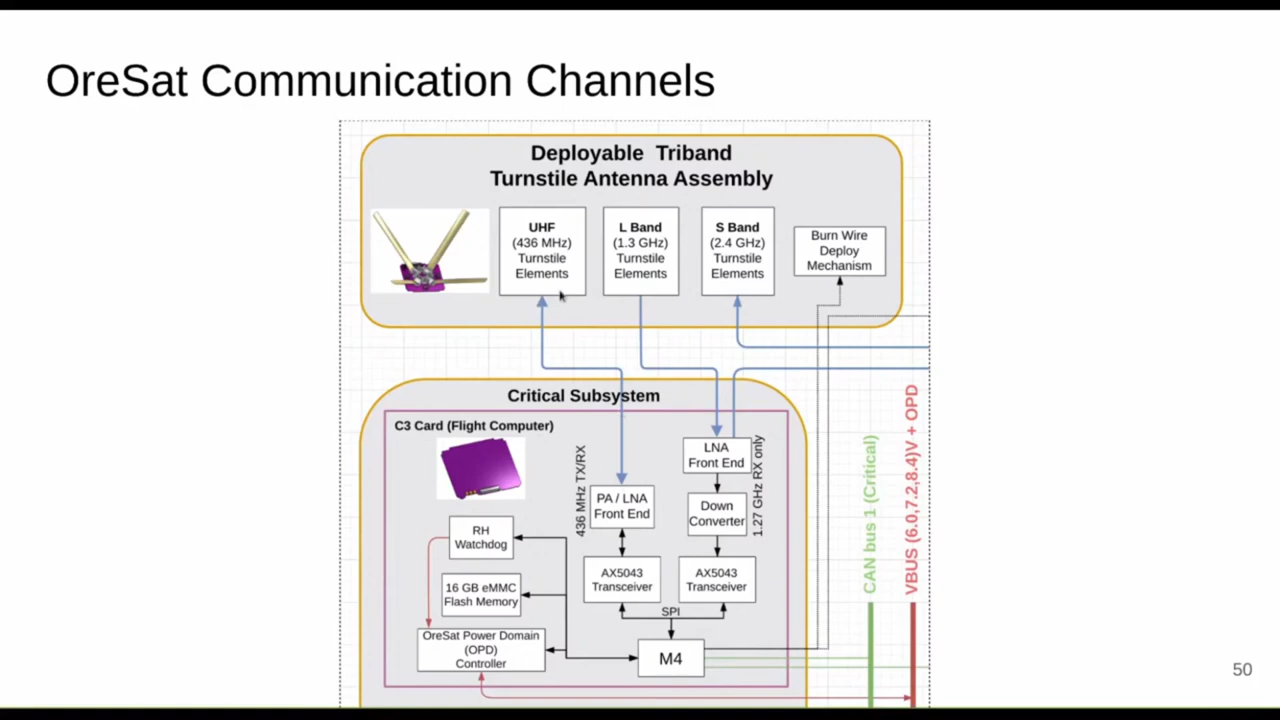 OreSat Communication Channels
Deployable Triband
Turnstile Antenna Assembly
UHF
(436 MHz)
Turnstile
Elements
L Band
(1.3 GHz)
Turnstile
Elements
S Band
(2.4 GHz)
Turnstile
Elements
Burn Wire
Deploy
Mechanism
Critical Subsystem
C3 Card (Flight Computer)
436 MHz TX/RX
PA / LNA
Front End
LNA
Front End
1.27 GHz RX only
Down
Converter
RH
Watchdog
AX5043
Transceiver
AX5043
Transceiver
16 GB eMMC
Flash Memory
SPI
OreSat Power Domain
(OPD)
Controller
M4
CAN bus 1 (Critical)
VBUS (6.0,7.2,8.4)V + OPD
50